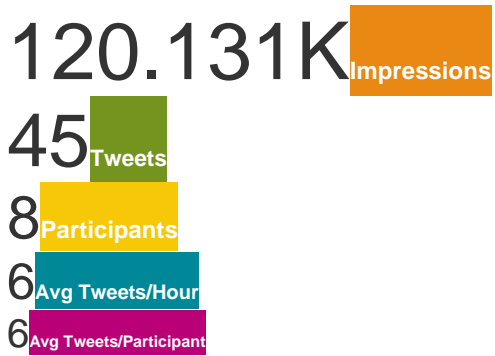 120.131K Impressions
45 Tweets
8 Participants
6 Avg Tweets/Hour
6 Avg Tweets/Participant